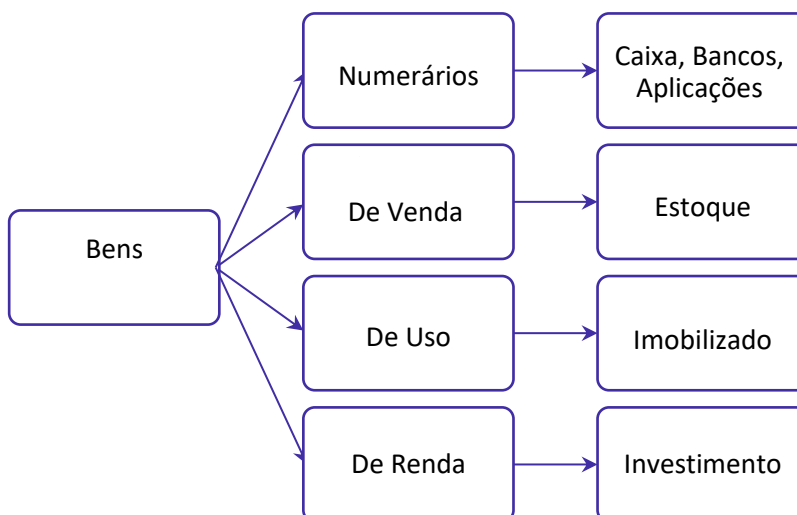 Bens
Numerários
Caixa, Bancos,
Aplicações
De Venda
Estoque
De Uso
Imobilizado
De Renda
Investimento